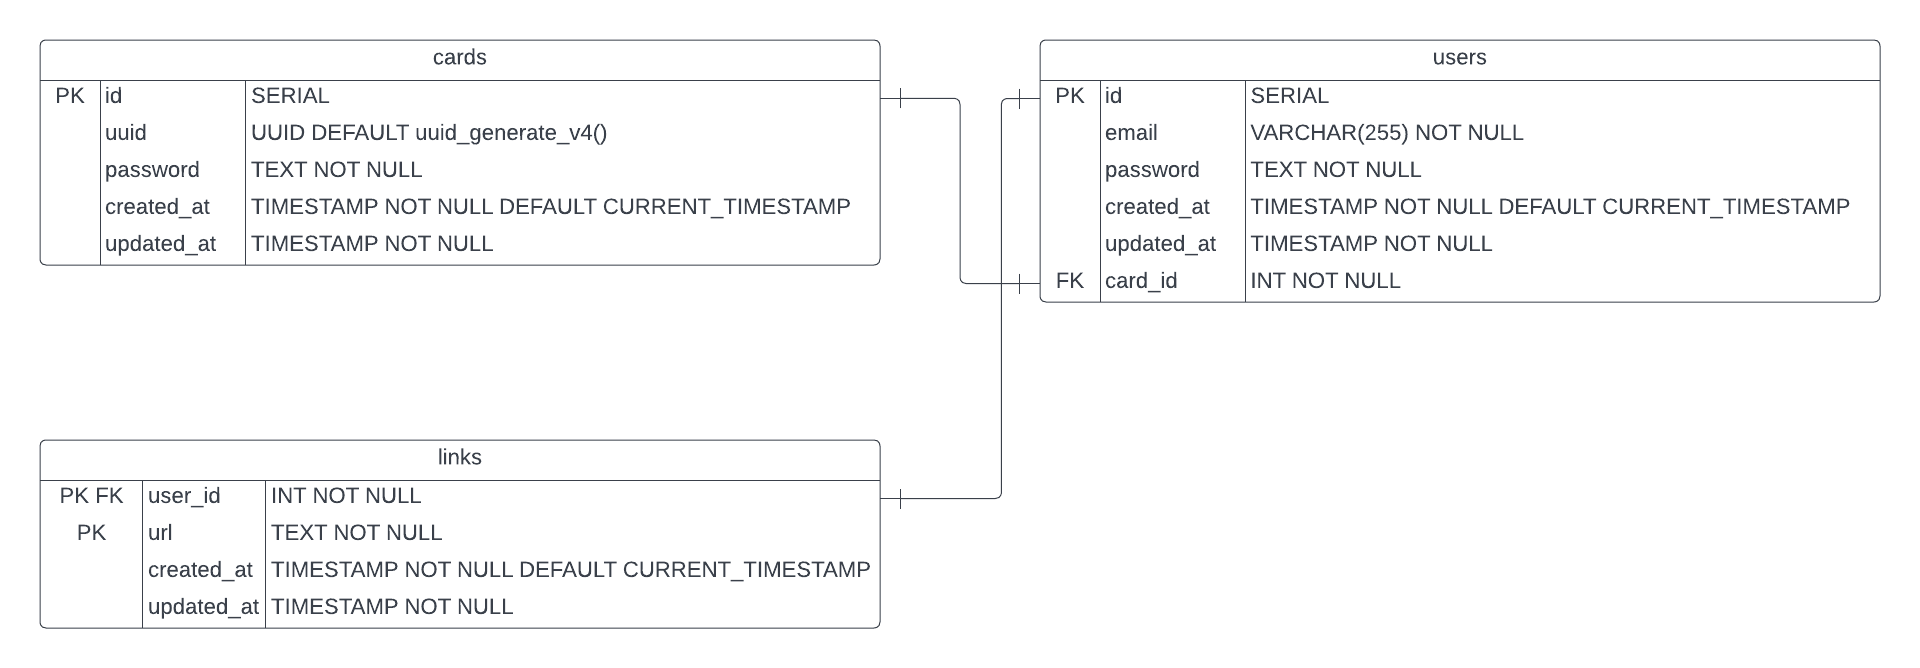 cards
PK id SERIAL
uuid UUID DEFAULT uuid_generate_v4()
password TEXT NOT NULL
created_at TIMESTAMP NOT NULL DEFAULT CURRENT_TIMESTAMP
updated_at TIMESTAMP NOT NULL
users
PK id SERIAL
email VARCHAR(255) NOT NULL
password TEXT NOT NULL
created_at TIMESTAMP NOT NULL DEFAULT CURRENT_TIMESTAMP
updated_at TIMESTAMP NOT NULL
FK card_id INT NOT NULL
links
PK FK user_id INT NOT NULL
PK url TEXT NOT NULL
created_at TIMESTAMP NOT NULL DEFAULT CURRENT_TIMESTAMP
updated_at TIMESTAMP NOT NULL